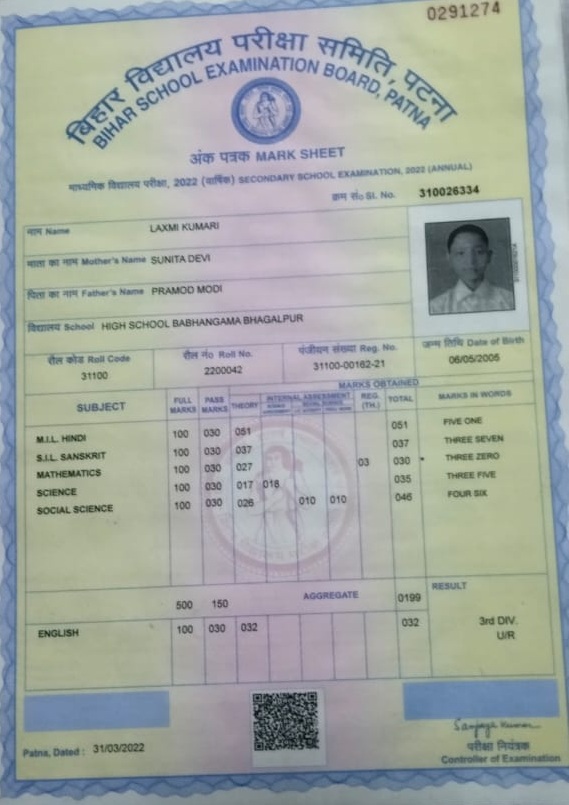 0291274
बिहार विद्यालय परीक्षा समिति, पटना
BIHAR SCHOOL EXAMINATION BOARD, PATNA
अंक पत्रक MARK SHEET
माध्यमिक विद्यालय परीक्षा, 2022 (वार्षिक) SECONDARY SCHOOL EXAMINATION, 2022 (ANNUAL)
क्रम सं० Sl. No. 310026334
नाम Name LAXMI KUMARI
माता का नाम Mother's Name SUNITA DEVI
पिता का नाम Father's Name PRAMOD MODI
विद्यालय School HIGH SCHOOL BABHANGAMA BHAGALPUR
रौल कोड Roll Code रौल नं० Roll No. पंजीयन संख्या Reg. No. जन्म तिथि Date of Birth
31100 2200042 31100-00162-21 06/05/2005
MARKS OBTAINED
SUBJECT FULL MARKS PASS MARKS THEORY INTERNAL ASSESSMENT REG. (TH.) TOTAL MARKS IN WORDS
M.I.L. HINDI 100 030 051 051 FIVE ONE
S.I.L. SANSKRIT 100 030 037 037 THREE SEVEN
MATHEMATICS 100 030 027 03 030 * THREE ZERO
SCIENCE 100 030 017 018 035 THREE FIVE
SOCIAL SCIENCE 100 030 026 010 010 046 FOUR SIX
500 150 AGGREGATE 0199 RESULT
ENGLISH 100 030 032 032 3rd DIV.
U/R
Patna, Dated : 31/03/2022
परीक्षा नियंत्रक
Controller of Examination